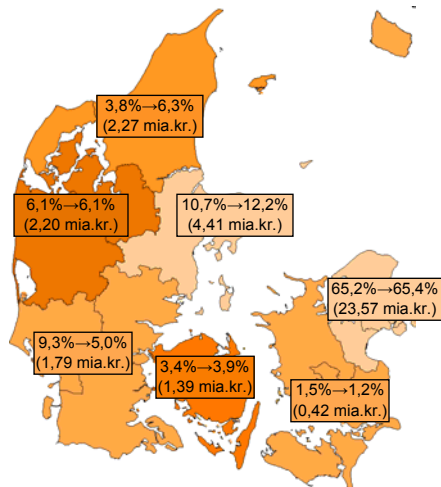 3,8%→6,3%
(2,27 mia.kr.)
6,1%→6,1%
(2,20 mia.kr.)
10,7%→12,2%
(4,41 mia.kr.)
65,2%→65,4%
(23,57 mia.kr.)
9,3%→5,0%
(1,79 mia.kr.)
3,4%→3,9%
(1,39 mia.kr.)
1,5%→1,2%
(0,42 mia.kr.)